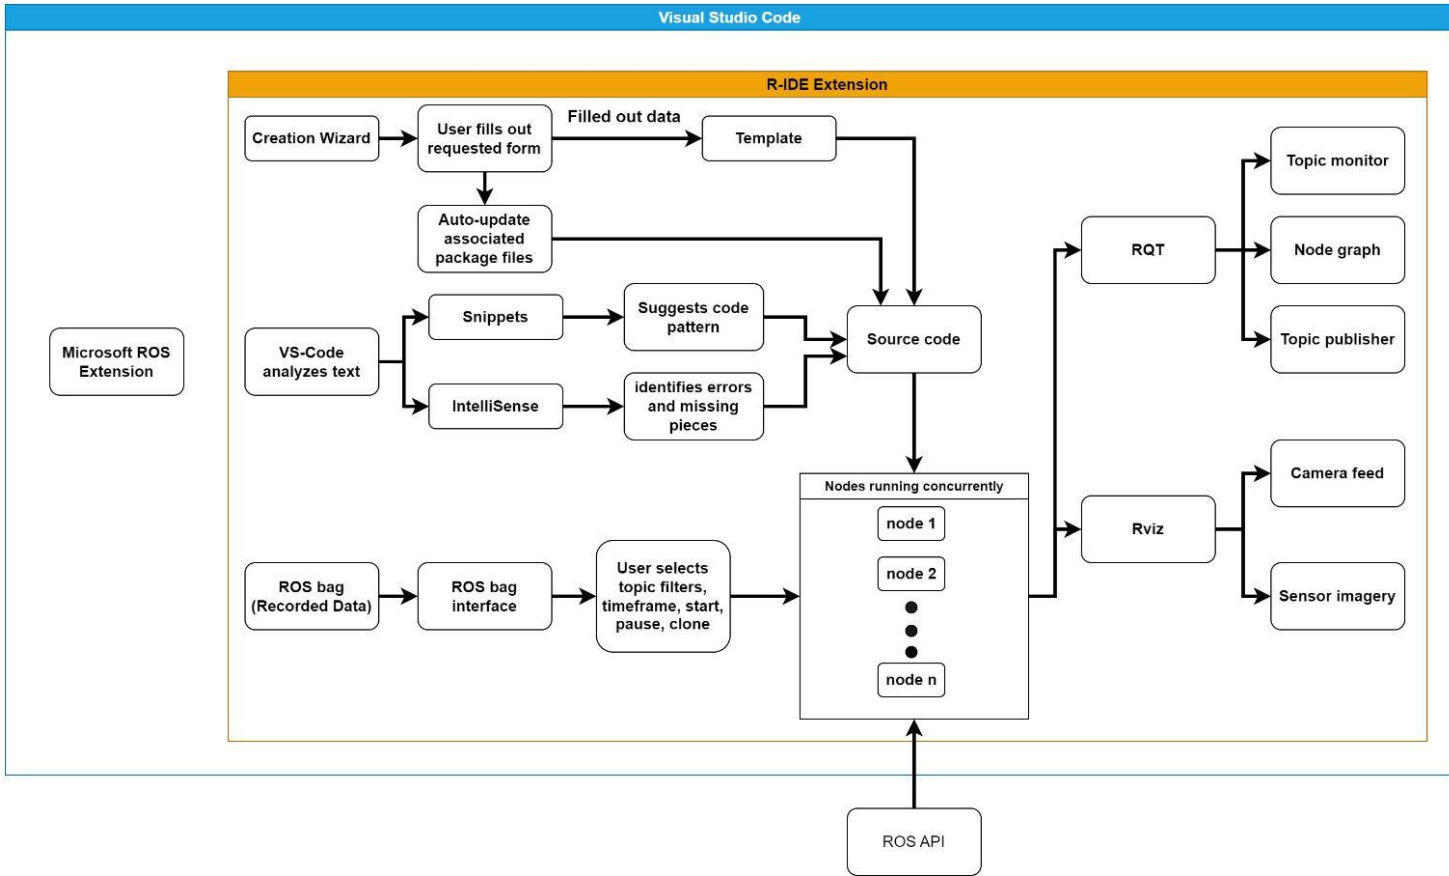 Visual Studio Code
R-IDE Extension
Creation Wizard
User fills out
requested form
Filled out data
Template
Auto-update
associated
package files
Microsoft ROS
Extension
VS-Code
analyzes text
Snippets
Suggests code
pattern
IntelliSense
identifies errors
and missing
pieces
Source code
ROS bag
(Recorded Data)
ROS bag
interface
User selects
topic filters,
timeframe, start,
pause, clone
Nodes running concurrently
node 1
node 2
node n
RQT
Topic monitor
Node graph
Topic publisher
Rviz
Camera feed
Sensor imagery
ROS API